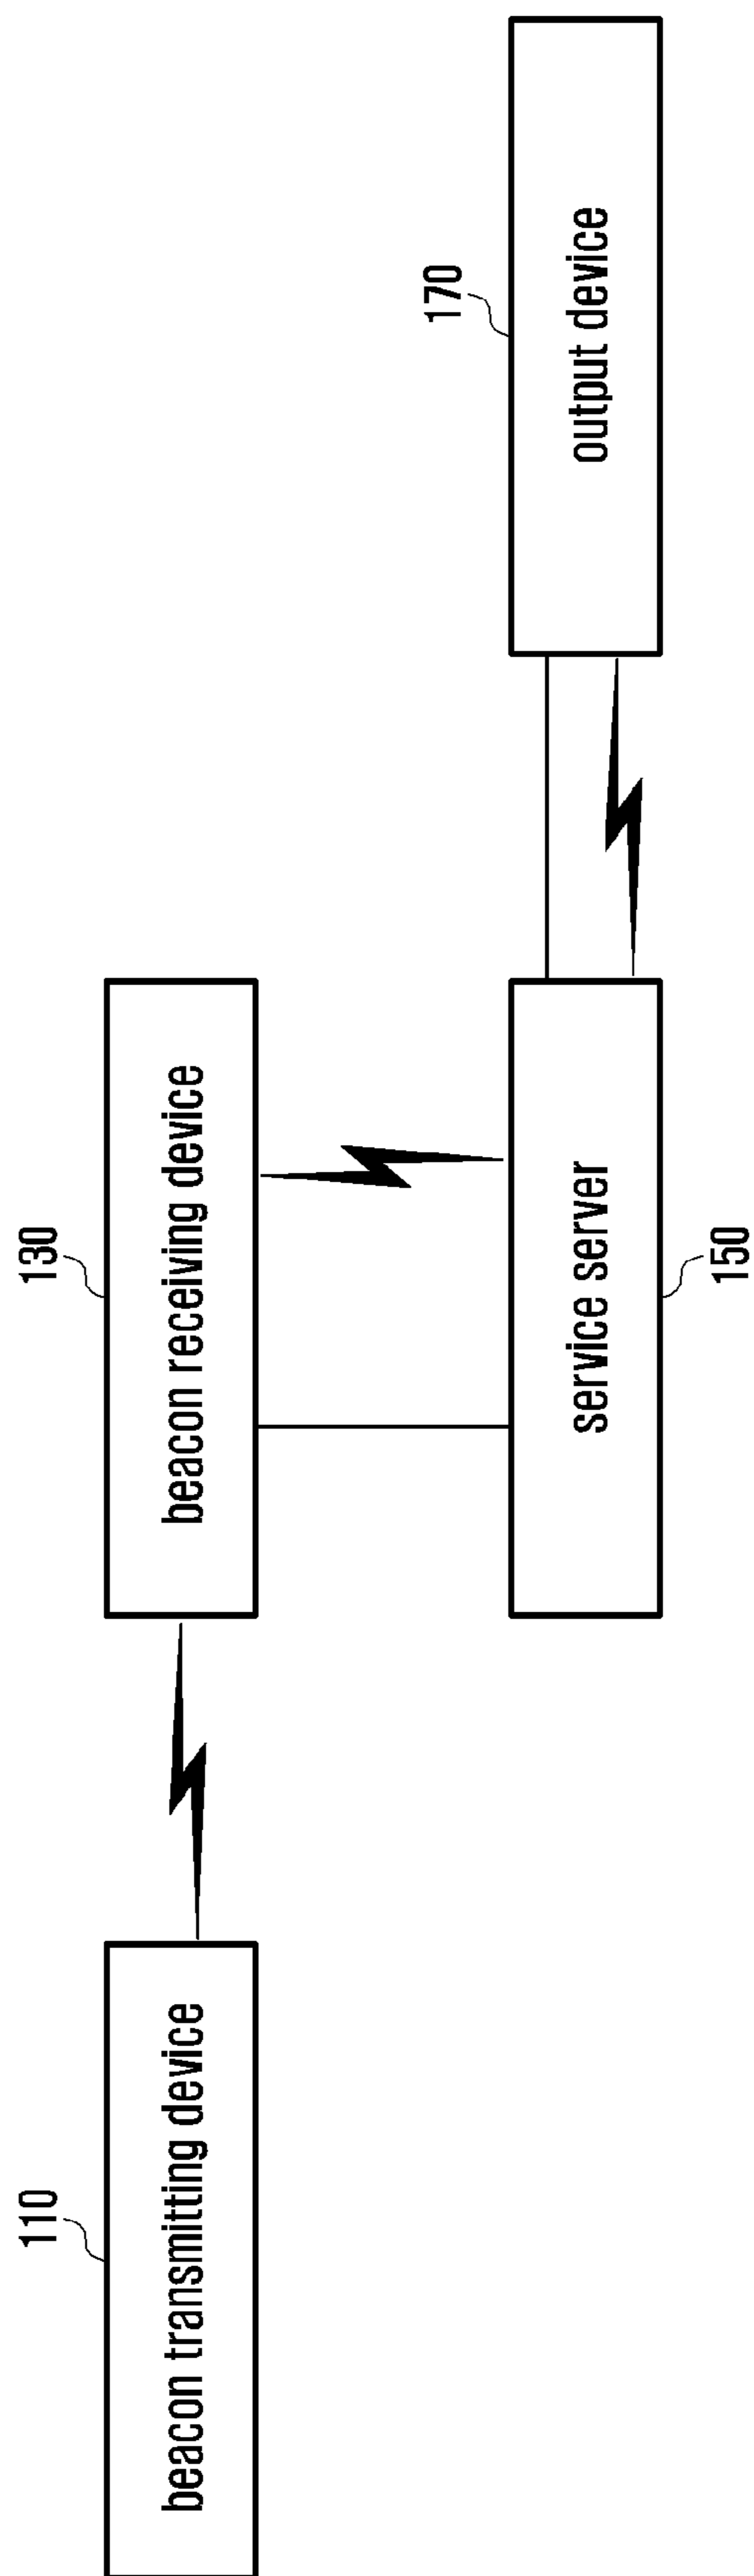 110
beacon transmitting device
130
beacon receiving device
150
service server
170
output device